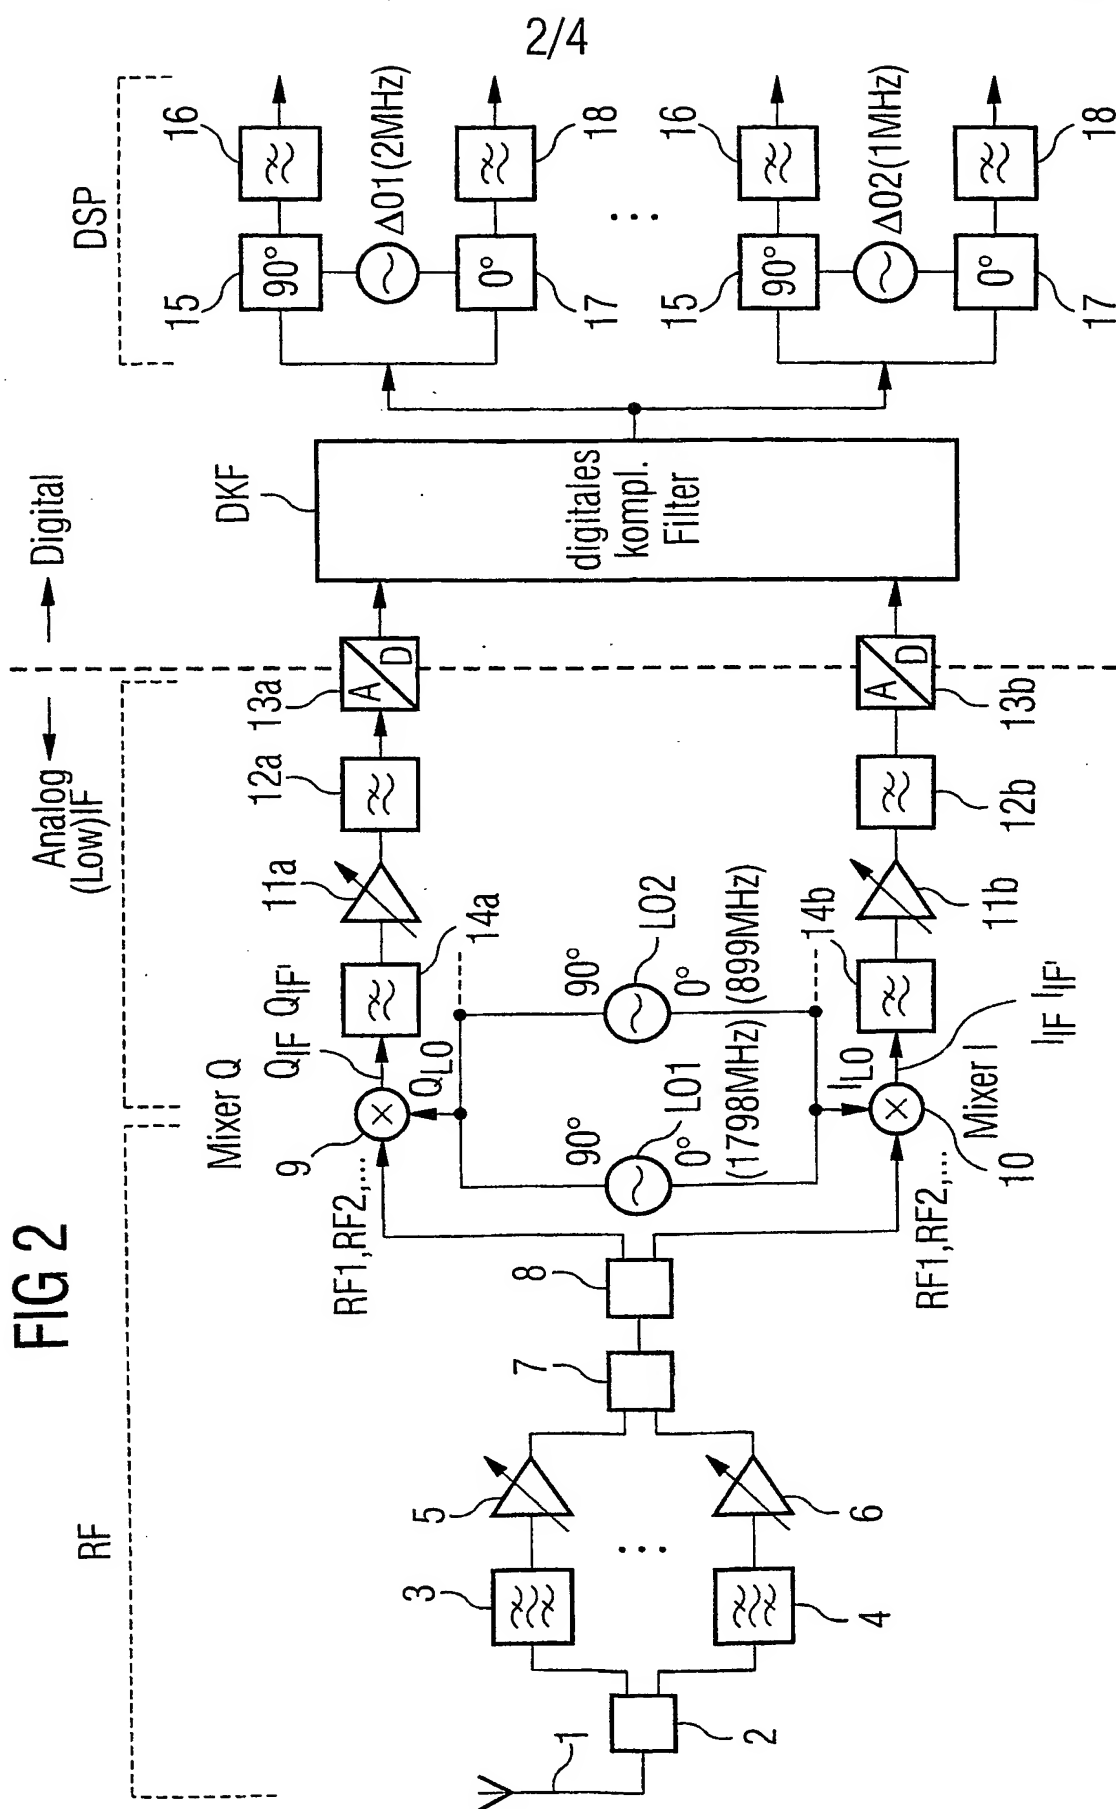 2/4
FIG 2
RF
Analog
(Low)IF
Digital
DSP
1
2
3
4
5
6
7
8
RF1,RF2,...
RF1,RF2,...
9
Mixer Q
10
Mixer I
Q_IF Q_IF'
Q_LO
I_LO
I_IF I_IF'
90°
LO1
0°
(1798MHz)
90°
LO2
0°
(899MHz)
14a
14b
11a
11b
12a
12b
13a
A
D
13b
A
D
DKF
digitales
kompl.
Filter
15
90°
16
Δ01(2MHz)
0°
17
18
...
15
90°
16
Δ02(1MHz)
0°
17
18